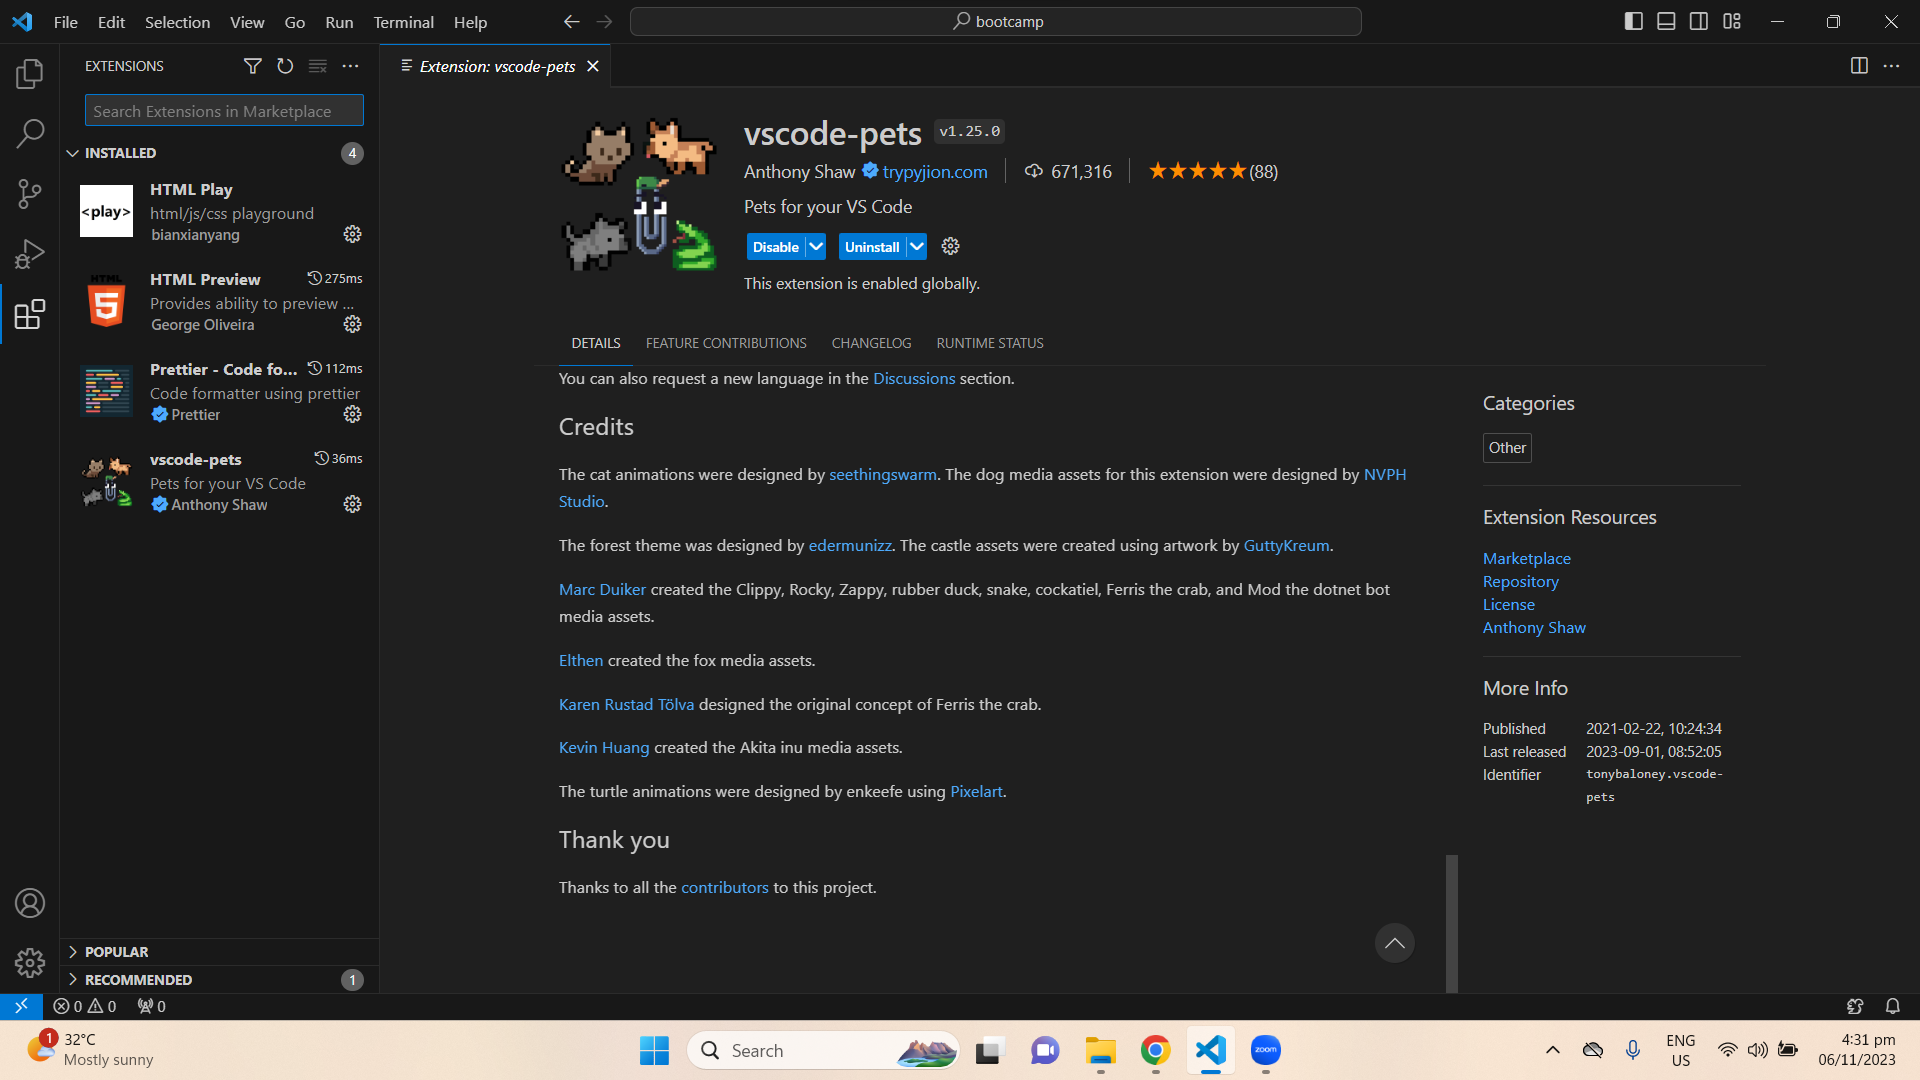 File Edit Selection View Go Run Terminal Help
bootcamp
EXTENSIONS
Search Extensions in Marketplace
INSTALLED
4
<play>
HTML Play
html/js/css playground
bianxianyang
HTML
5
HTML Preview
275ms
Provides ability to preview ...
George Oliveira
Prettier - Code fo...
112ms
Code formatter using prettier
Prettier
vscode-pets
36ms
Pets for your VS Code
Anthony Shaw
POPULAR
RECOMMENDED
1
Extension: vscode-pets
vscode-pets
v1.25.0
Anthony Shaw trypyjion.com 671,316 (88)
Pets for your VS Code
Disable Uninstall
This extension is enabled globally.
DETAILS FEATURE CONTRIBUTIONS CHANGELOG RUNTIME STATUS
You can also request a new language in the Discussions section.
Credits
The cat animations were designed by seethingswarm. The dog media assets for this extension were designed by NVPH
Studio.
The forest theme was designed by edermunizz. The castle assets were created using artwork by GuttyKreum.
Marc Duiker created the Clippy, Rocky, Zappy, rubber duck, snake, cockatiel, Ferris the crab, and Mod the dotnet bot
media assets.
Elthen created the fox media assets.
Karen Rustad Tölva designed the original concept of Ferris the crab.
Kevin Huang created the Akita inu media assets.
The turtle animations were designed by enkeefe using Pixelart.
Thank you
Thanks to all the contributors to this project.
Categories
Other
Extension Resources
Marketplace
Repository
License
Anthony Shaw
More Info
Published 2021-02-22, 10:24:34
Last released 2023-09-01, 08:52:05
Identifier tonybaloney.vscode-
pets
0 0 0
1
32°C
Mostly sunny
Search
zoom
ENG
US
4:31 pm
06/11/2023